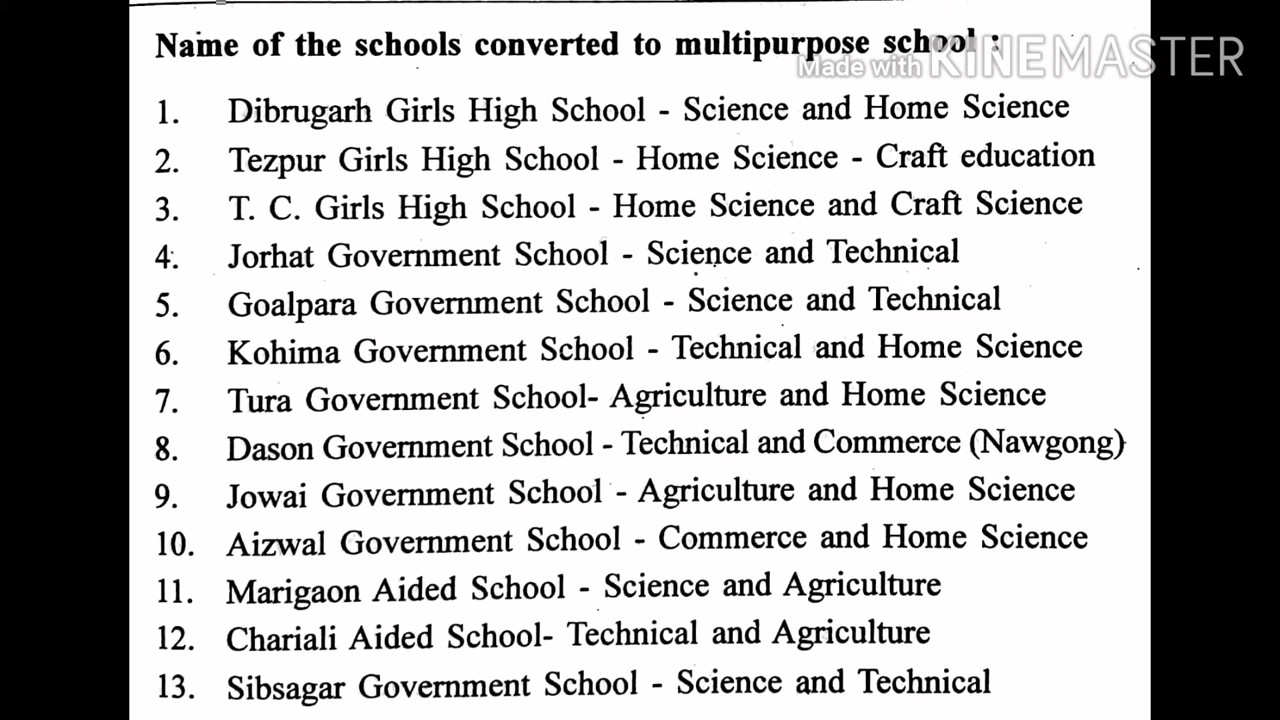 Name of the schools converted to multipurpose school :
Made with KINEMASTER
1. Dibrugarh Girls High School - Science and Home Science
2. Tezpur Girls High School - Home Science - Craft education
3. T. C. Girls High School - Home Science and Craft Science
4. Jorhat Government School - Science and Technical
5. Goalpara Government School - Science and Technical
6. Kohima Government School - Technical and Home Science
7. Tura Government School- Agriculture and Home Science
8. Dason Government School - Technical and Commerce (Nawgong)
9. Jowai Government School - Agriculture and Home Science
10. Aizwal Government School - Commerce and Home Science
11. Marigaon Aided School - Science and Agriculture
12. Chariali Aided School- Technical and Agriculture
13. Sibsagar Government School - Science and Technical